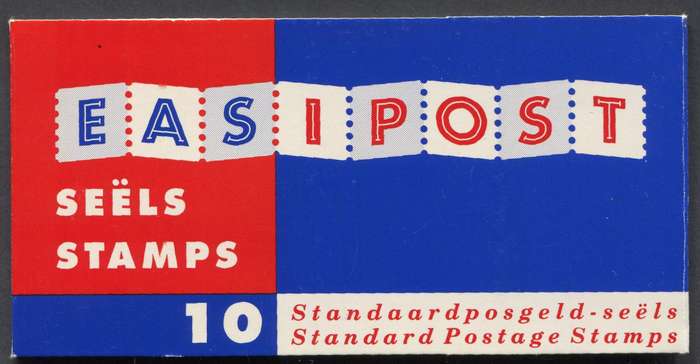 EASIPOST
SEËLS
STAMPS
10
Standaardposgeld-seëls
Standard Postage Stamps